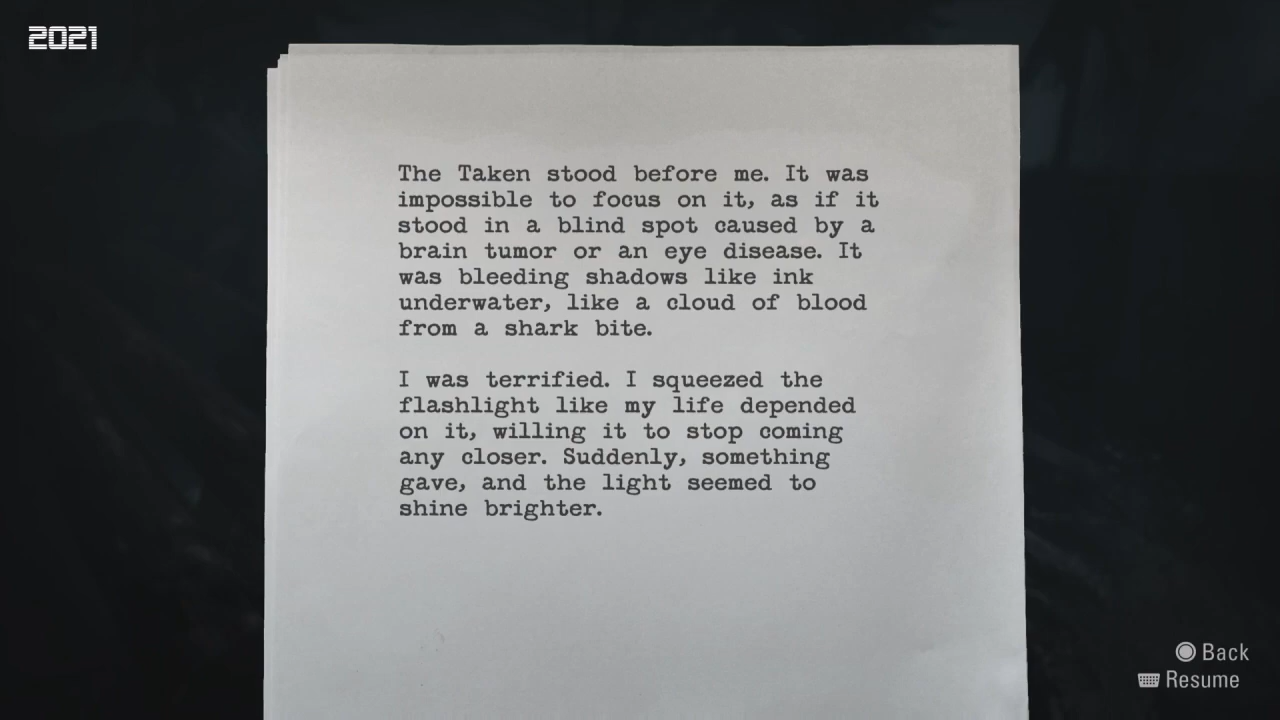 2021
The Taken stood before me. It was
impossible to focus on it, as if it
stood in a blind spot caused by a
brain tumor or an eye disease. It
was bleeding shadows like ink
underwater, like a cloud of blood
from a shark bite.
I was terrified. I squeezed the
flashlight like my life depended
on it, willing it to stop coming
any closer. Suddenly, something
gave, and the light seemed to
shine brighter.
Back
Resume